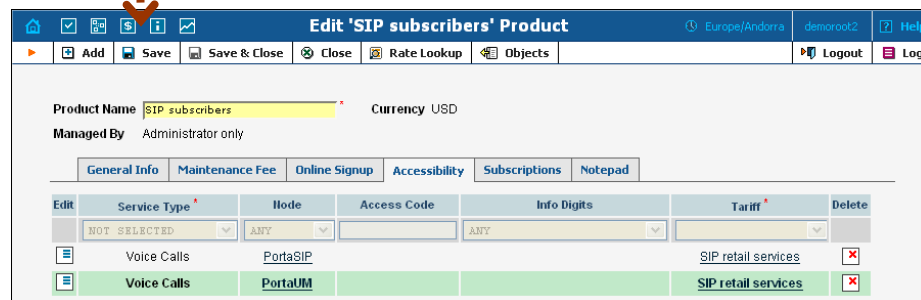 Edit 'SIP subscribers' Product Europe/Andorra demoroot2 ? Help
Add Save Save & Close Close Rate Lookup Objects Logout Log
Product Name SIP subscribers * Currency USD
Managed By Administrator only
General Info Maintenance Fee Online Signup Accessibility Subscriptions Notepad
Edit Service Type * Node Access Code Info Digits Tariff * Delete
NOT SELECTED ANY ANY
Voice Calls PortaSIP SIP retail services
Voice Calls PortaUM SIP retail services